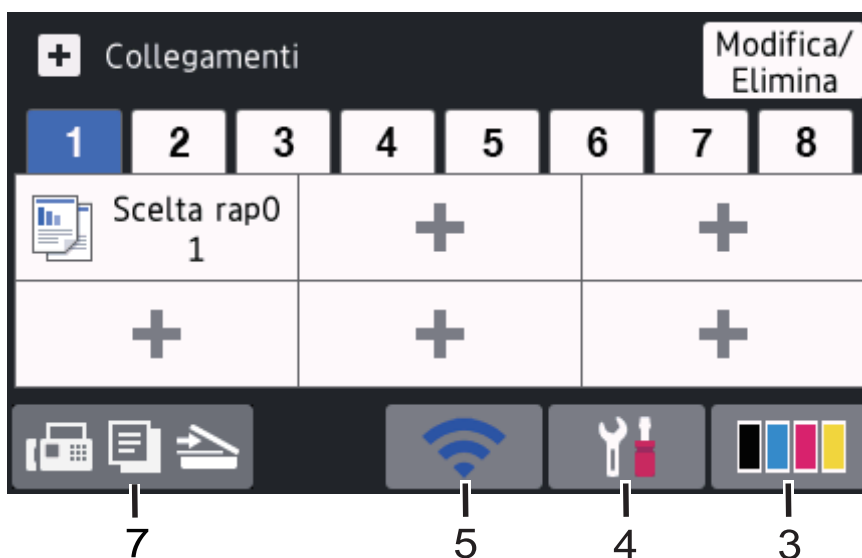 Collegamenti
Modifica/
Elimina
1 2 3 4 5 6 7 8
Scelta rap0
1
7 5 4 3